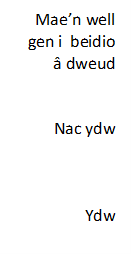 Mae’n well
gen i  beidio
â dweud
Nac ydw
Ydw